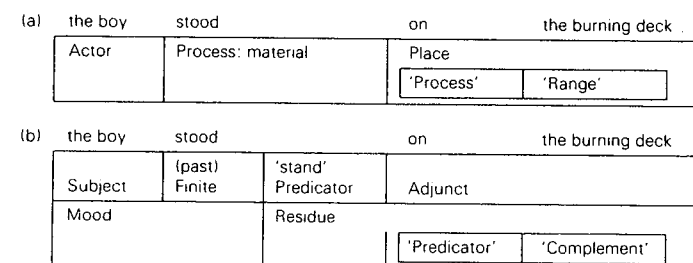 (a) the boy stood on the burning deck
Actor Process: material Place
'Process' 'Range'
(b) the boy stood on the burning deck
(past) 'stand'
Subject Finite Predicator Adjunct
Mood Residue
'Predicator' 'Complement'